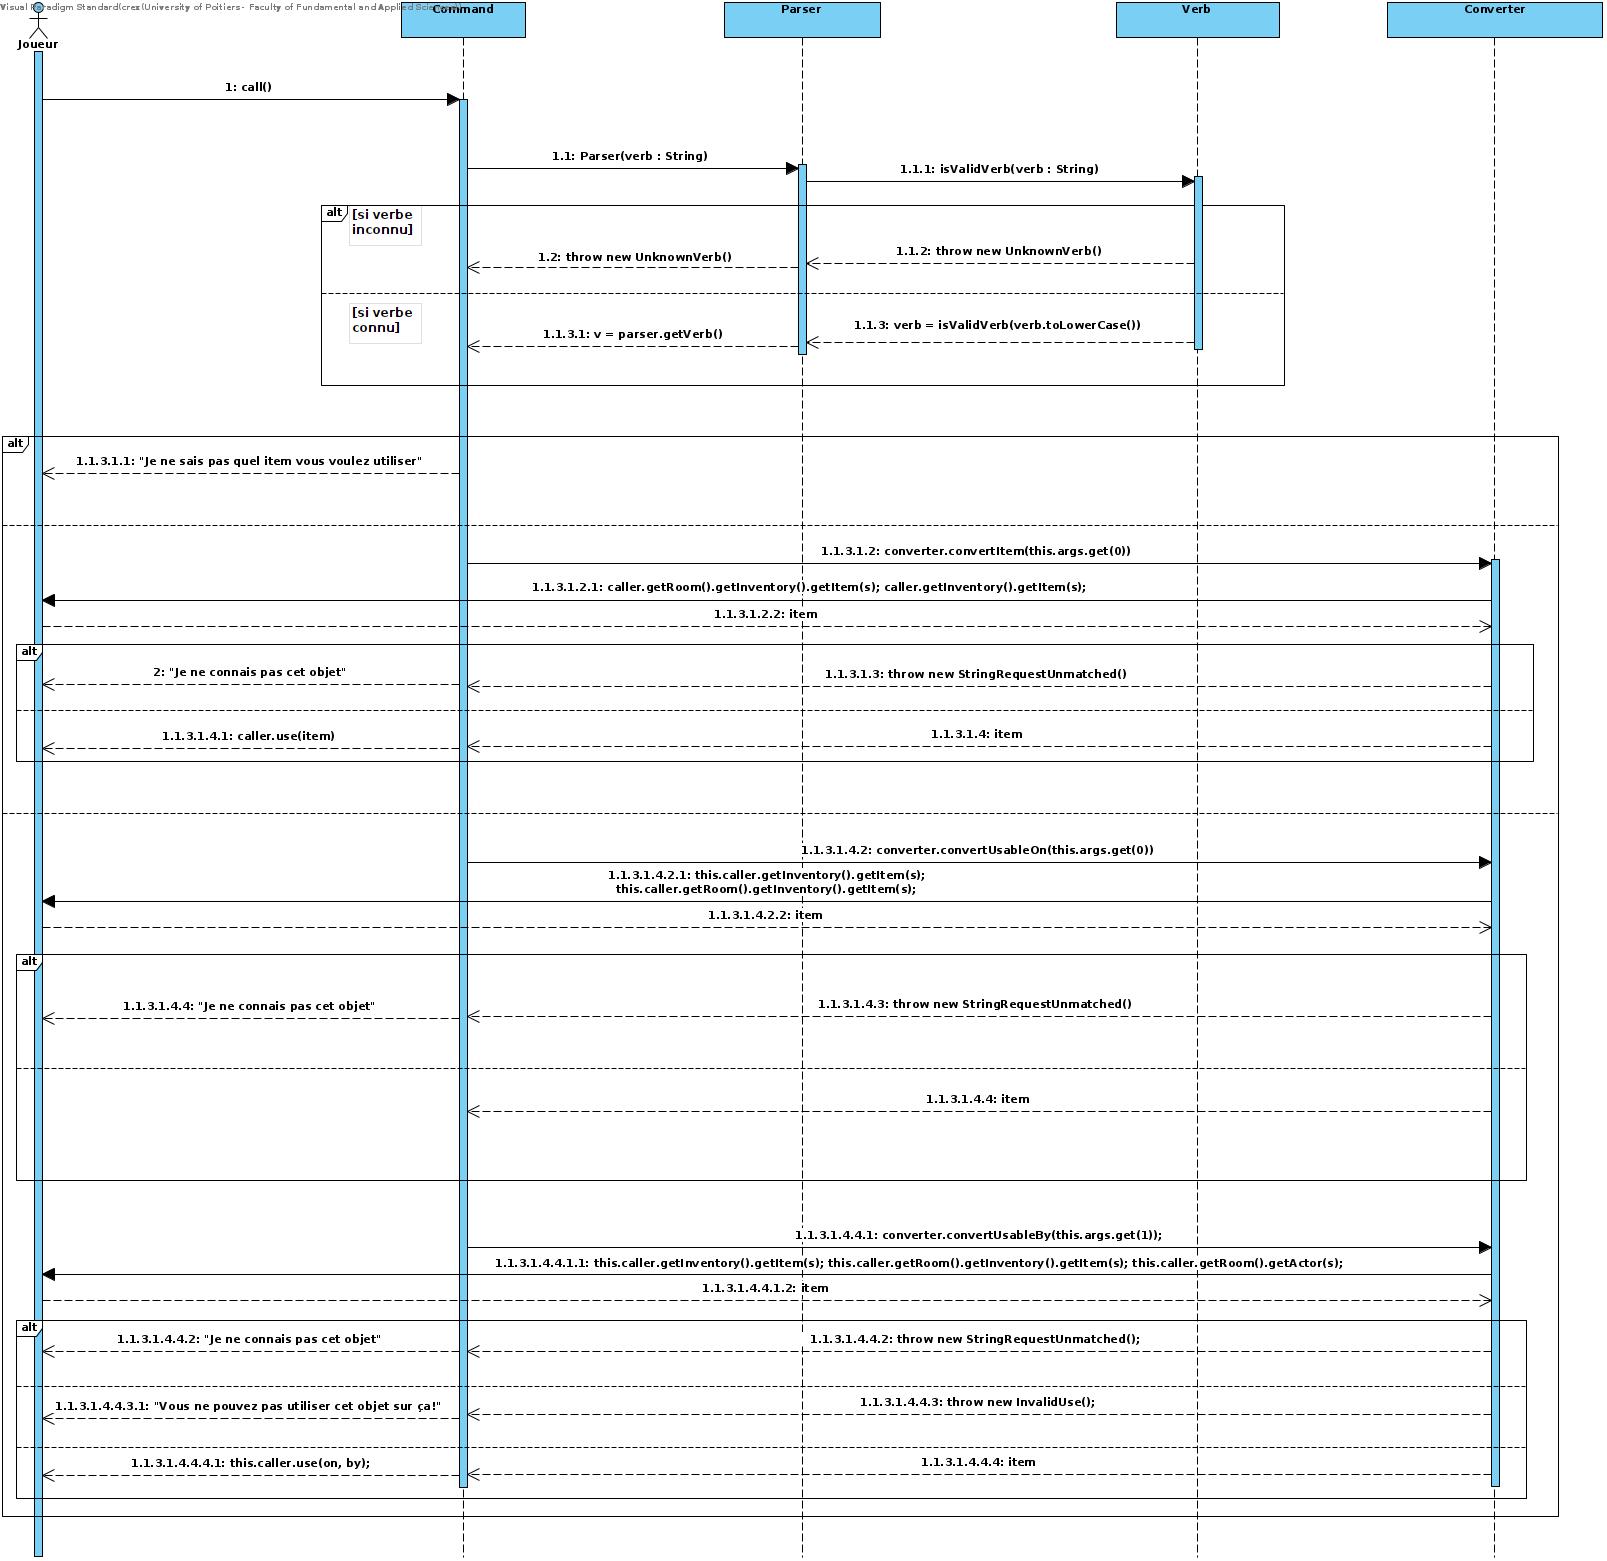 Visual Paradigm Standard(crex(University of Poitiers - Faculty of Fundamental and Applied
Command
Parser
Verb
Converter
Joueur
1: call()
1.1: Parser(verb : String)
1.1.1: isValidVerb(verb : String)
alt
[si verbe
inconnu]
1.1.2: throw new UnknownVerb()
1.2: throw new UnknownVerb()
[si verbe
connu]
1.1.3: verb = isValidVerb(verb.toLowerCase())
1.1.3.1: v = parser.getVerb()
alt
1.1.3.1.1: "Je ne sais pas quel item vous voulez utiliser"
1.1.3.1.2: converter.convertItem(this.args.get(0))
1.1.3.1.2.1: caller.getRoom().getInventory().getItem(s); caller.getInventory().getItem(s);
1.1.3.1.2.2: item
alt
2: "Je ne connais pas cet objet"
1.1.3.1.3: throw new StringRequestUnmatched()
1.1.3.1.4.1: caller.use(item)
1.1.3.1.4: item
1.1.3.1.4.2: converter.convertUsableOn(this.args.get(0))
1.1.3.1.4.2.1: this.caller.getInventory().getItem(s);
this.caller.getRoom().getInventory().getItem(s);
1.1.3.1.4.2.2: item
alt
1.1.3.1.4.4: "Je ne connais pas cet objet"
1.1.3.1.4.3: throw new StringRequestUnmatched()
1.1.3.1.4.4: item
1.1.3.1.4.4.1: converter.convertUsableBy(this.args.get(1));
1.1.3.1.4.4.1.1: this.caller.getInventory().getItem(s); this.caller.getRoom().getInventory().getItem(s); this.caller.getRoom().getActor(s);
1.1.3.1.4.4.1.2: item
alt
1.1.3.1.4.4.2: "Je ne connais pas cet objet"
1.1.3.1.4.4.2: throw new StringRequestUnmatched();
1.1.3.1.4.4.3.1: "Vous ne pouvez pas utiliser cet objet sur ça!"
1.1.3.1.4.4.3: throw new InvalidUse();
1.1.3.1.4.4.4.1: this.caller.use(on, by);
1.1.3.1.4.4.4: item